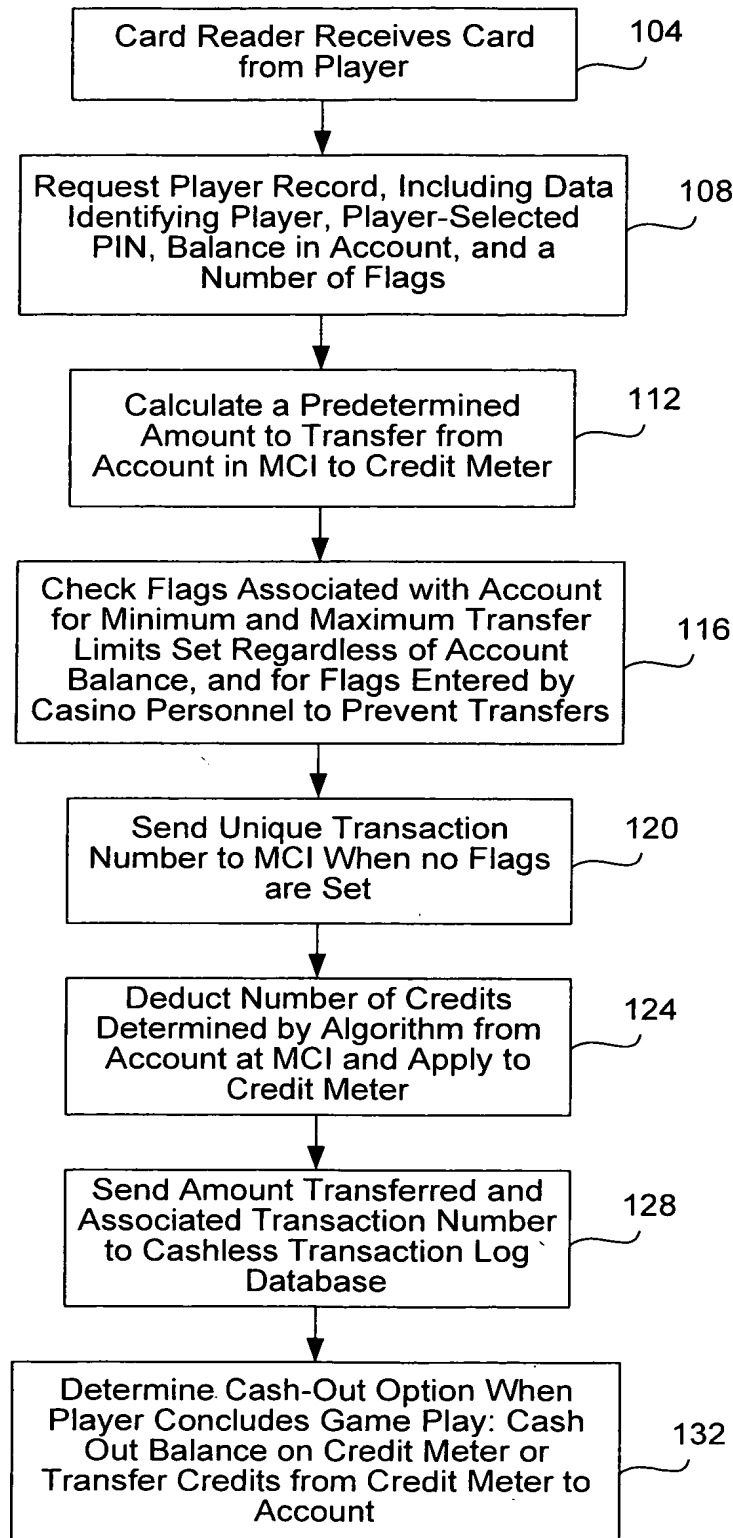 Card Reader Receives Card
from Player
104
Request Player Record, Including Data
Identifying Player, Player-Selected
PIN, Balance in Account, and a
Number of Flags
108
Calculate a Predetermined
Amount to Transfer from
Account in MCI to Credit Meter
112
Check Flags Associated with Account
for Minimum and Maximum Transfer
Limits Set Regardless of Account
Balance, and for Flags Entered by
Casino Personnel to Prevent Transfers
116
Send Unique Transaction
Number to MCI When no Flags
are Set
120
Deduct Number of Credits
Determined by Algorithm from
Account at MCI and Apply to
Credit Meter
124
Send Amount Transferred and
Associated Transaction Number
to Cashless Transaction Log
Database
128
Determine Cash-Out Option When
Player Concludes Game Play: Cash
Out Balance on Credit Meter or
Transfer Credits from Credit Meter to
Account
132